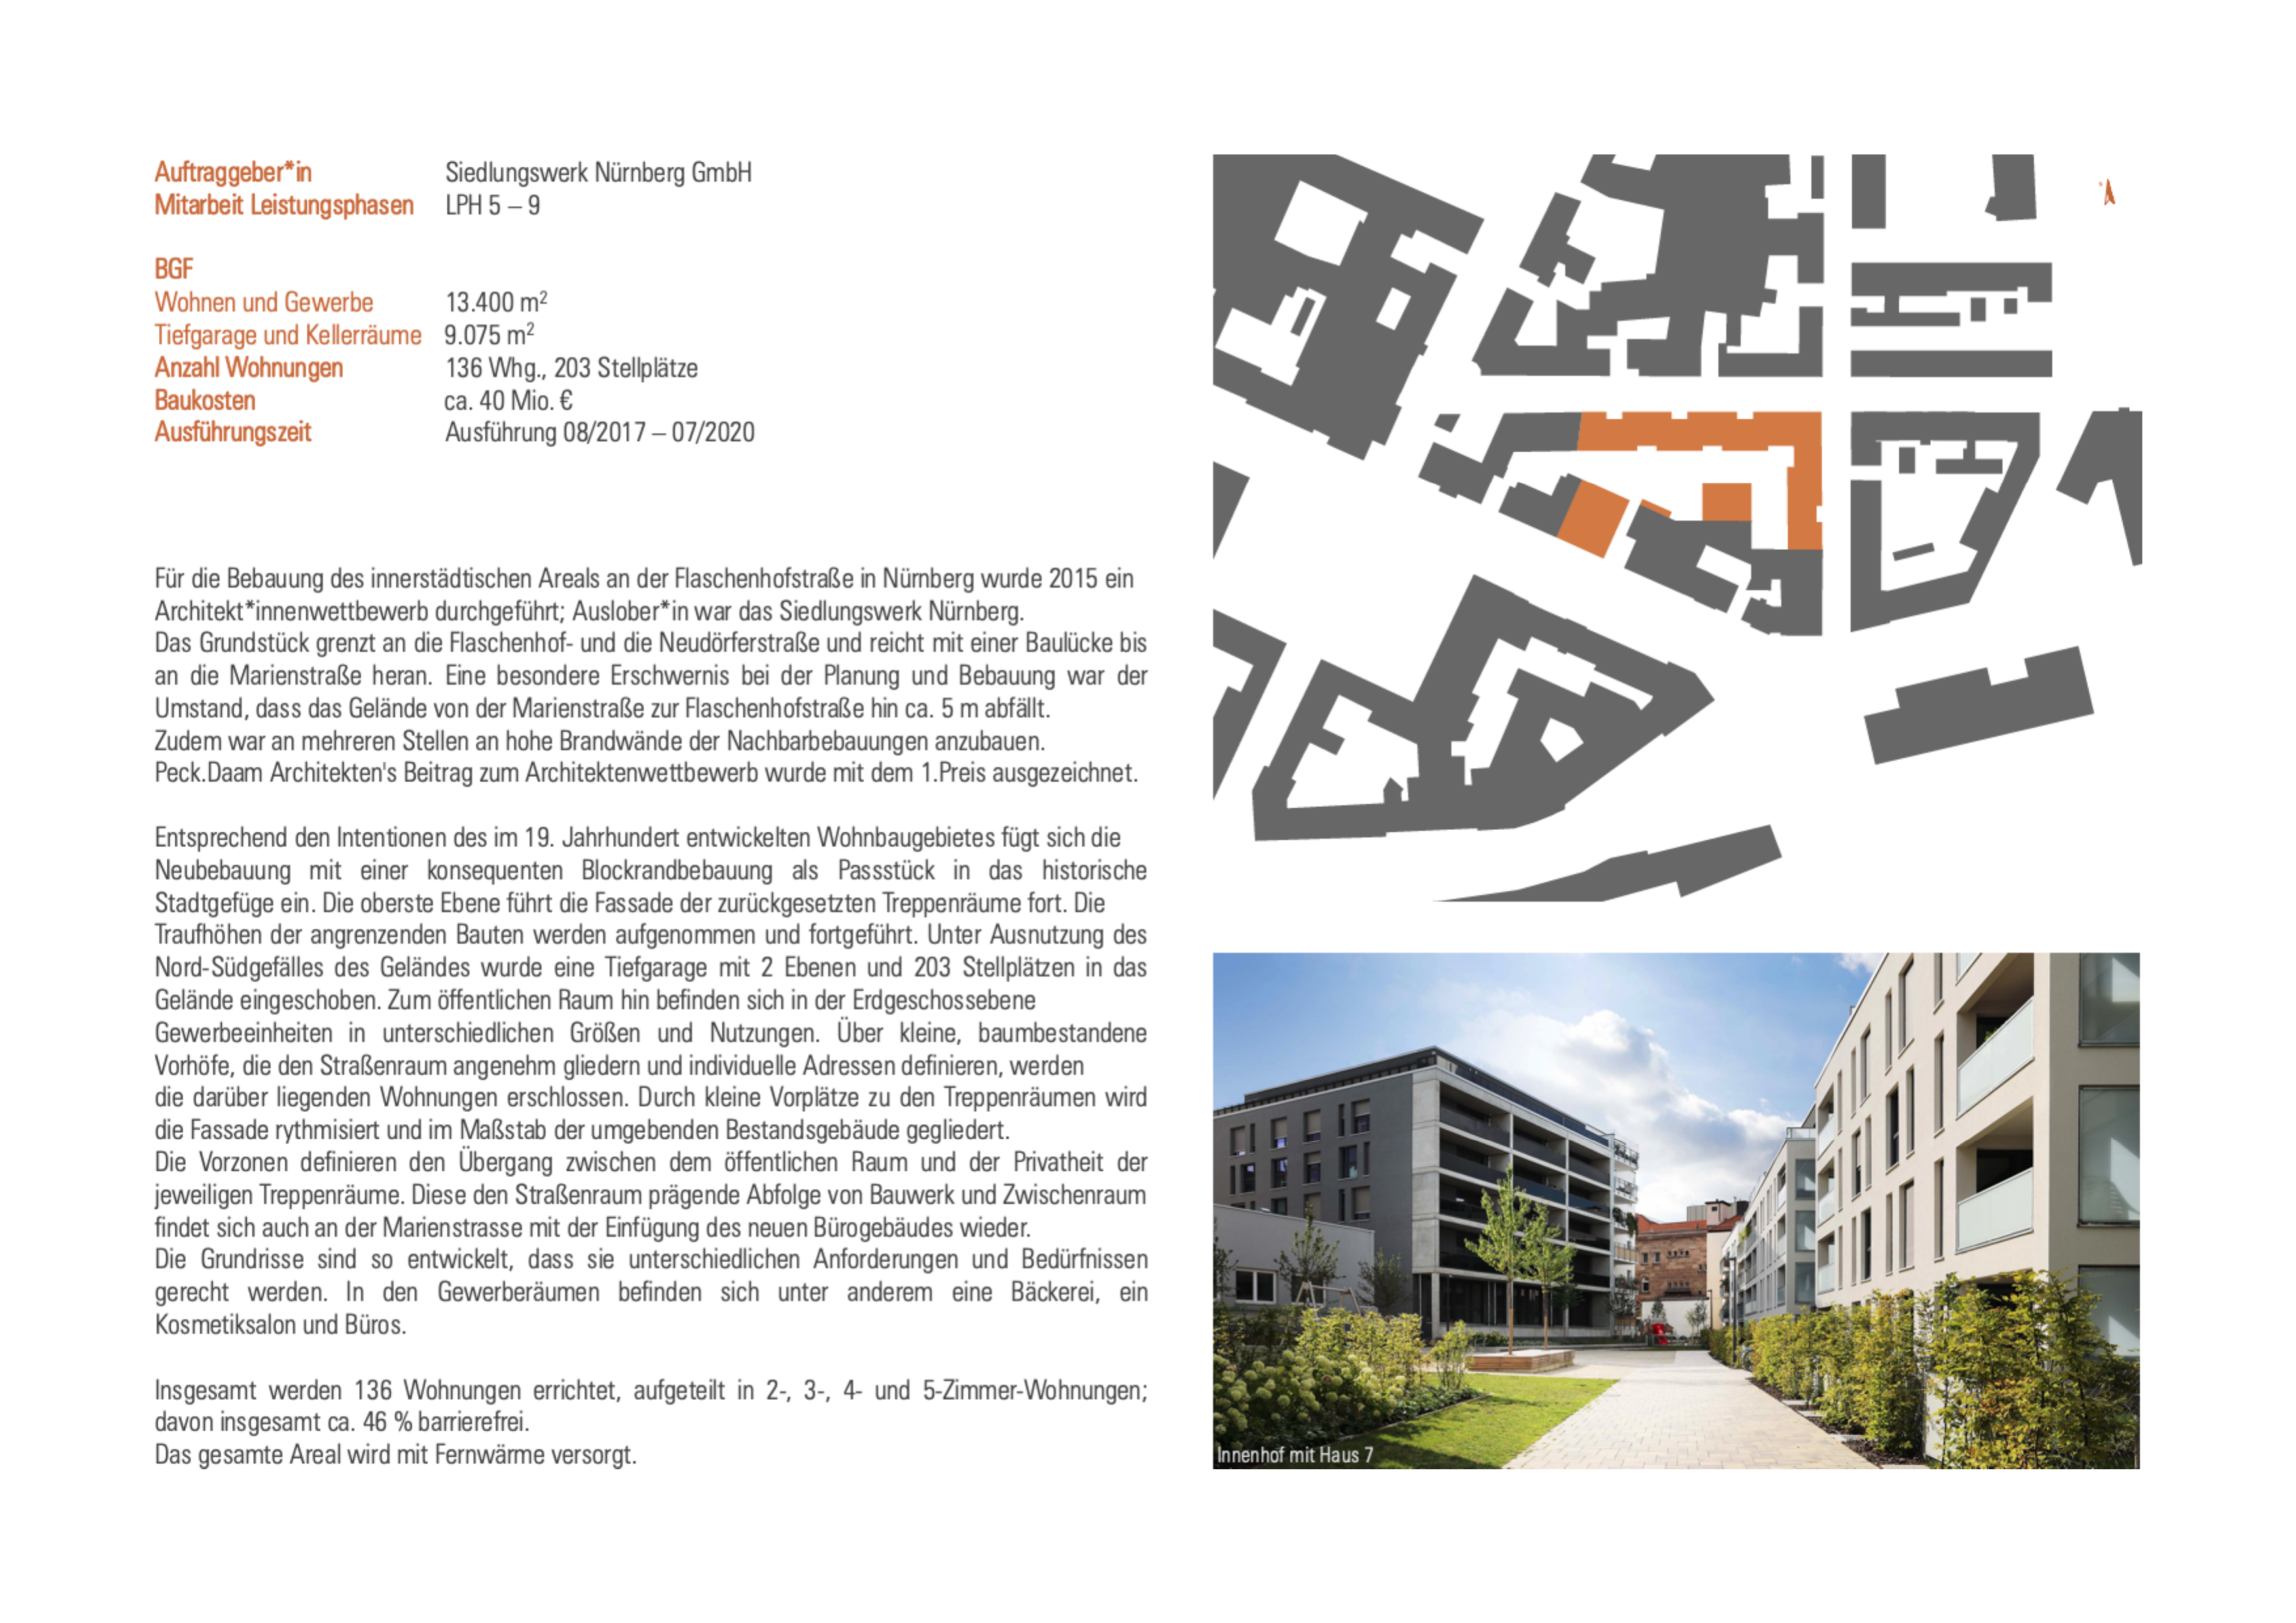 Auftraggeber*in Siedlungswerk Nürnberg GmbH
Mitarbeit Leistungsphasen LPH 5 – 9
BGF
Wohnen und Gewerbe 13.400 m²
Tiefgarage und Kellerräume 9.075 m²
Anzahl Wohnungen 136 Whg., 203 Stellplätze
Baukosten ca. 40 Mio. €
Ausführungszeit Ausführung 08/2017 – 07/2020
Für die Bebauung des innerstädtischen Areals an der Flaschenhofstraße in Nürnberg wurde 2015 ein
Architekt*innenwettbewerb durchgeführt; Auslober*in war das Siedlungswerk Nürnberg.
Das Grundstück grenzt an die Flaschenhof- und die Neudörferstraße und reicht mit einer Baulücke bis
an die Marienstraße heran. Eine besondere Erschwernis bei der Planung und Bebauung war der
Umstand, dass das Gelände von der Marienstraße zur Flaschenhofstraße hin ca. 5 m abfällt.
Zudem war an mehreren Stellen an hohe Brandwände der Nachbarbebauungen anzubauen.
Peck.Daam Architekten's Beitrag zum Architektenwettbewerb wurde mit dem 1.Preis ausgezeichnet.
Entsprechend den Intentionen des im 19. Jahrhundert entwickelten Wohnbaugebietes fügt sich die
Neubebauung mit einer konsequenten Blockrandbebauung als Passstück in das historische
Stadtgefüge ein. Die oberste Ebene führt die Fassade der zurückgesetzten Treppenräume fort. Die
Traufhöhen der angrenzenden Bauten werden aufgenommen und fortgeführt. Unter Ausnutzung des
Nord-Südgefälles des Geländes wurde eine Tiefgarage mit 2 Ebenen und 203 Stellplätzen in das
Gelände eingeschoben. Zum öffentlichen Raum hin befinden sich in der Erdgeschossebene
Gewerbeeinheiten in unterschiedlichen Größen und Nutzungen. Über kleine, baumbestandene
Vorhöfe, die den Straßenraum angenehm gliedern und individuelle Adressen definieren, werden
die darüber liegenden Wohnungen erschlossen. Durch kleine Vorplätze zu den Treppenräumen wird
die Fassade rythmisiert und im Maßstab der umgebenden Bestandsgebäude gegliedert.
Die Vorzonen definieren den Übergang zwischen dem öffentlichen Raum und der Privatheit der
jeweiligen Treppenräume. Diese den Straßenraum prägende Abfolge von Bauwerk und Zwischenraum
findet sich auch an der Marienstrasse mit der Einfügung des neuen Bürogebäudes wieder.
Die Grundrisse sind so entwickelt, dass sie unterschiedlichen Anforderungen und Bedürfnissen
gerecht werden. In den Gewerberäumen befinden sich unter anderem eine Bäckerei, ein
Kosmetiksalon und Büros.
Insgesamt werden 136 Wohnungen errichtet, aufgeteilt in 2-, 3-, 4- und 5-Zimmer-Wohnungen;
davon insgesamt ca. 46 % barrierefrei.
Das gesamte Areal wird mit Fernwärme versorgt.
Innenhof mit Haus 7